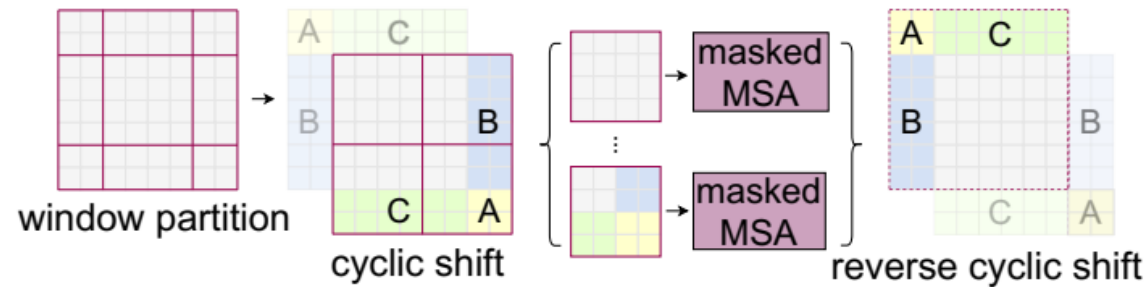 A C
B
B
C A
masked
MSA
⋮
masked
MSA
A C
B B
C A
window partition
cyclic shift
reverse cyclic shift